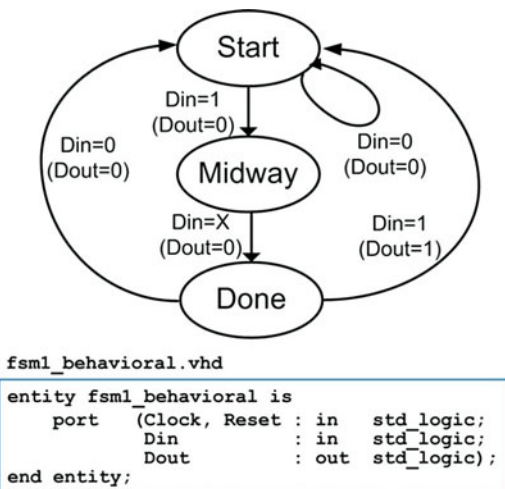 Start
Din=1
(Dout=0)
Din=0
(Dout=0)
Din=0
(Dout=0)
Midway
Din=X
(Dout=0)
Din=1
(Dout=1)
Done
fsm1_behavioral.vhd
entity fsm1_behavioral is
port (Clock, Reset : in std_logic;
Din : in std_logic;
Dout : out std_logic);
end entity;